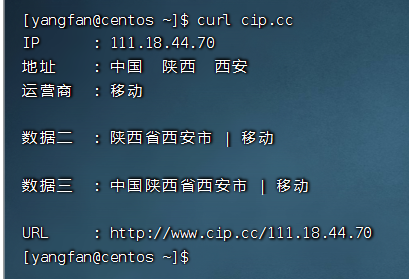 [yangfan@centos ~]$ curl cip.cc
IP : 111.18.44.70
地址 : 中国 陕西 西安
运营商 : 移动
数据二 : 陕西省西安市 | 移动
数据三 : 中国陕西省西安市 | 移动
URL : http://www.cip.cc/111.18.44.70
[yangfan@centos ~]$